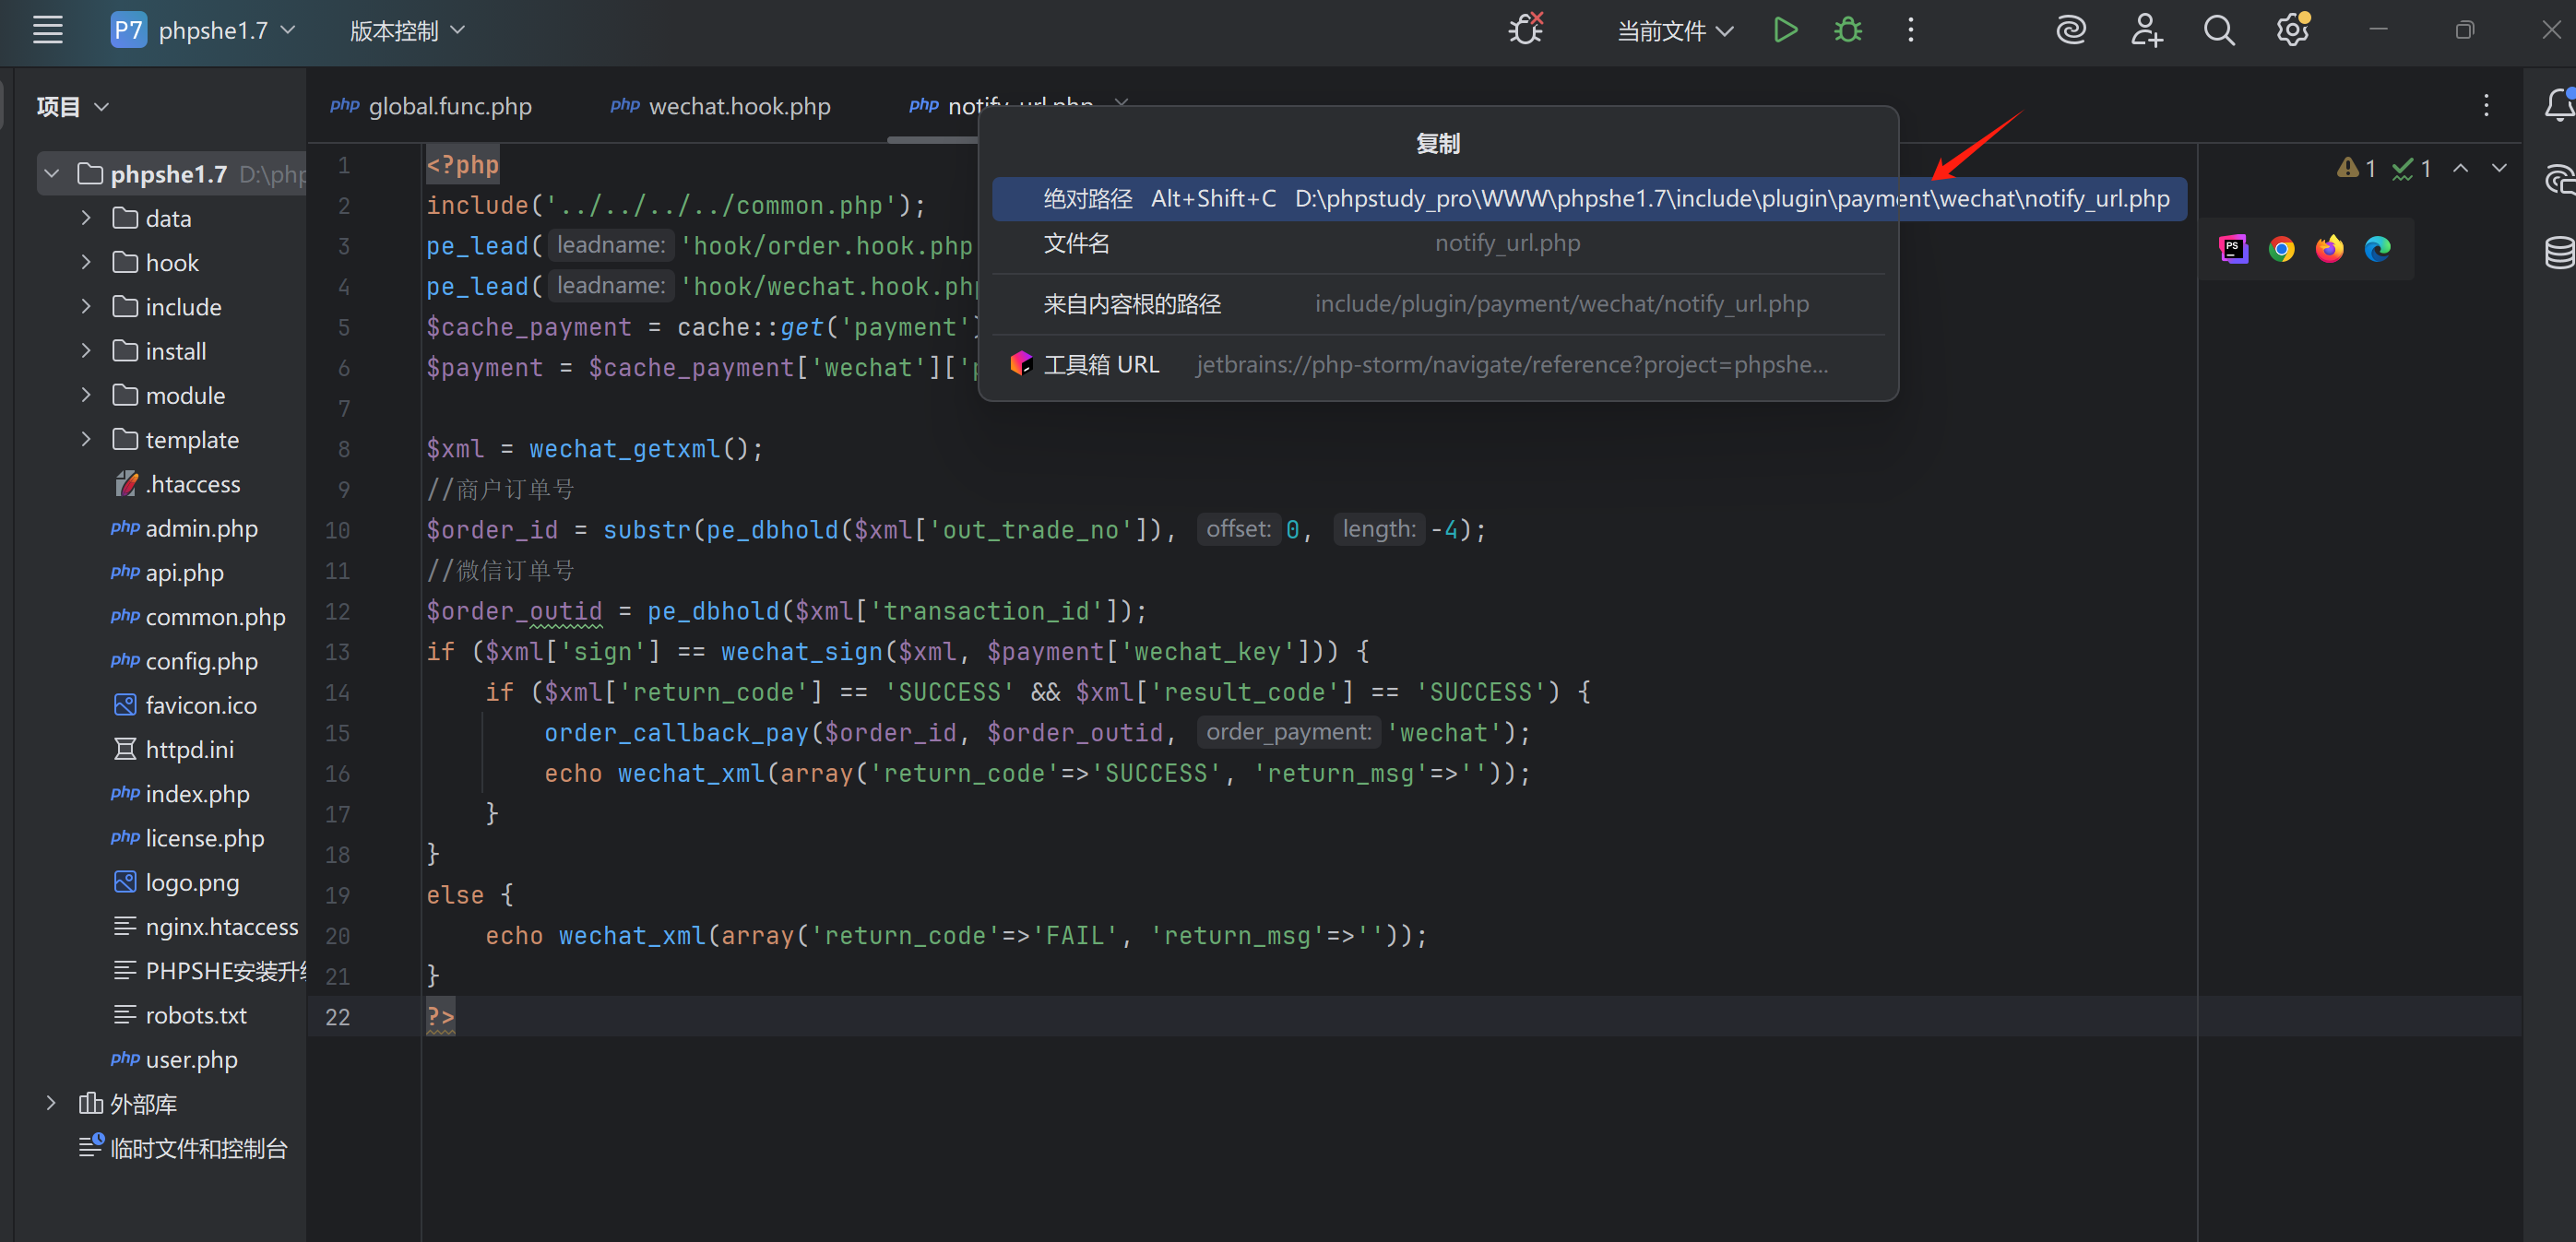 P7 phpshe1.7 版本控制 当前文件
项目
php global.func.php php wechat.hook.php php notify_url.php
复制
绝对路径 Alt+Shift+C D:\phpstudy_pro\WWW\phpshe1.7\include\plugin\payment\wechat\notify_url.php
文件名 notify_url.php
来自内容根的路径 include/plugin/payment/wechat/notify_url.php
工具箱 URL jetbrains://php-storm/navigate/reference?project=phpshe...
1 1
PS
phpshe1.7 D:\php
data
hook
include
install
module
template
.htaccess
php admin.php
php api.php
php common.php
php config.php
favicon.ico
httpd.ini
php index.php
php license.php
logo.png
nginx.htaccess
PHPSHE安装升
robots.txt
php user.php
外部库
临时文件和控制台
1 <?php
2 include('../../../../common.php');
3 pe_lead( leadname: 'hook/order.hook.php
4 pe_lead( leadname: 'hook/wechat.hook.php
5 $cache_payment = cache::get('payment')
6 $payment = $cache_payment['wechat']['p
7
8 $xml = wechat_getxml();
9 //商户订单号
10 $order_id = substr(pe_dbhold($xml['out_trade_no']), offset: 0, length: -4);
11 //微信订单号
12 $order_outid = pe_dbhold($xml['transaction_id']);
13 if ($xml['sign'] == wechat_sign($xml, $payment['wechat_key'])) {
14 if ($xml['return_code'] == 'SUCCESS' && $xml['result_code'] == 'SUCCESS') {
15 order_callback_pay($order_id, $order_outid, order_payment: 'wechat');
16 echo wechat_xml(array('return_code'=>'SUCCESS', 'return_msg'=>''));
17 }
18 }
19 else {
20 echo wechat_xml(array('return_code'=>'FAIL', 'return_msg'=>''));
21 }
22 ?>